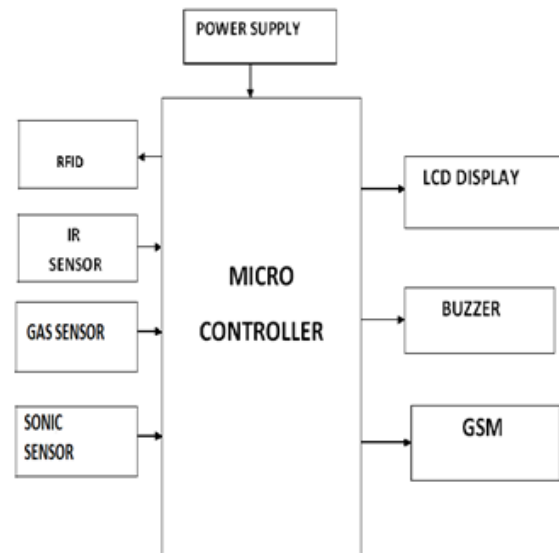 POWER SUPPLY
RFID
IR
SENSOR
GAS SENSOR
SONIC
SENSOR
MICRO
CONTROLLER
LCD DISPLAY
BUZZER
GSM